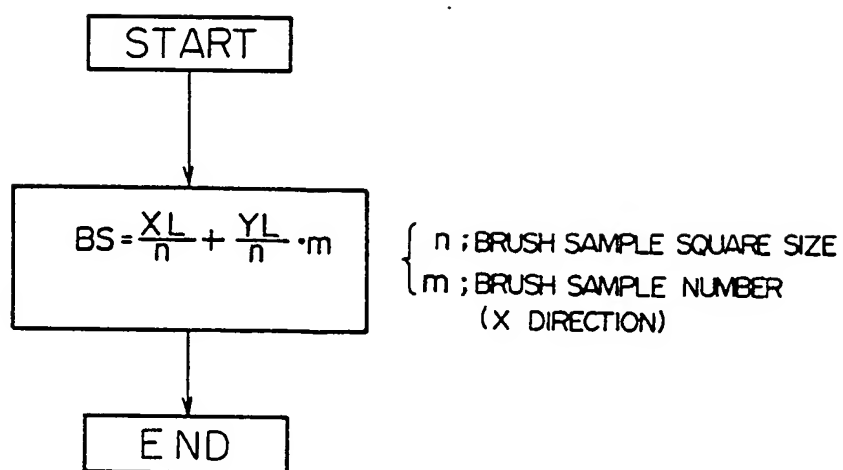 START
BS = XL/n + YL/n · m
{ n ; BRUSH SAMPLE SQUARE SIZE
m ; BRUSH SAMPLE NUMBER
(X DIRECTION)
END